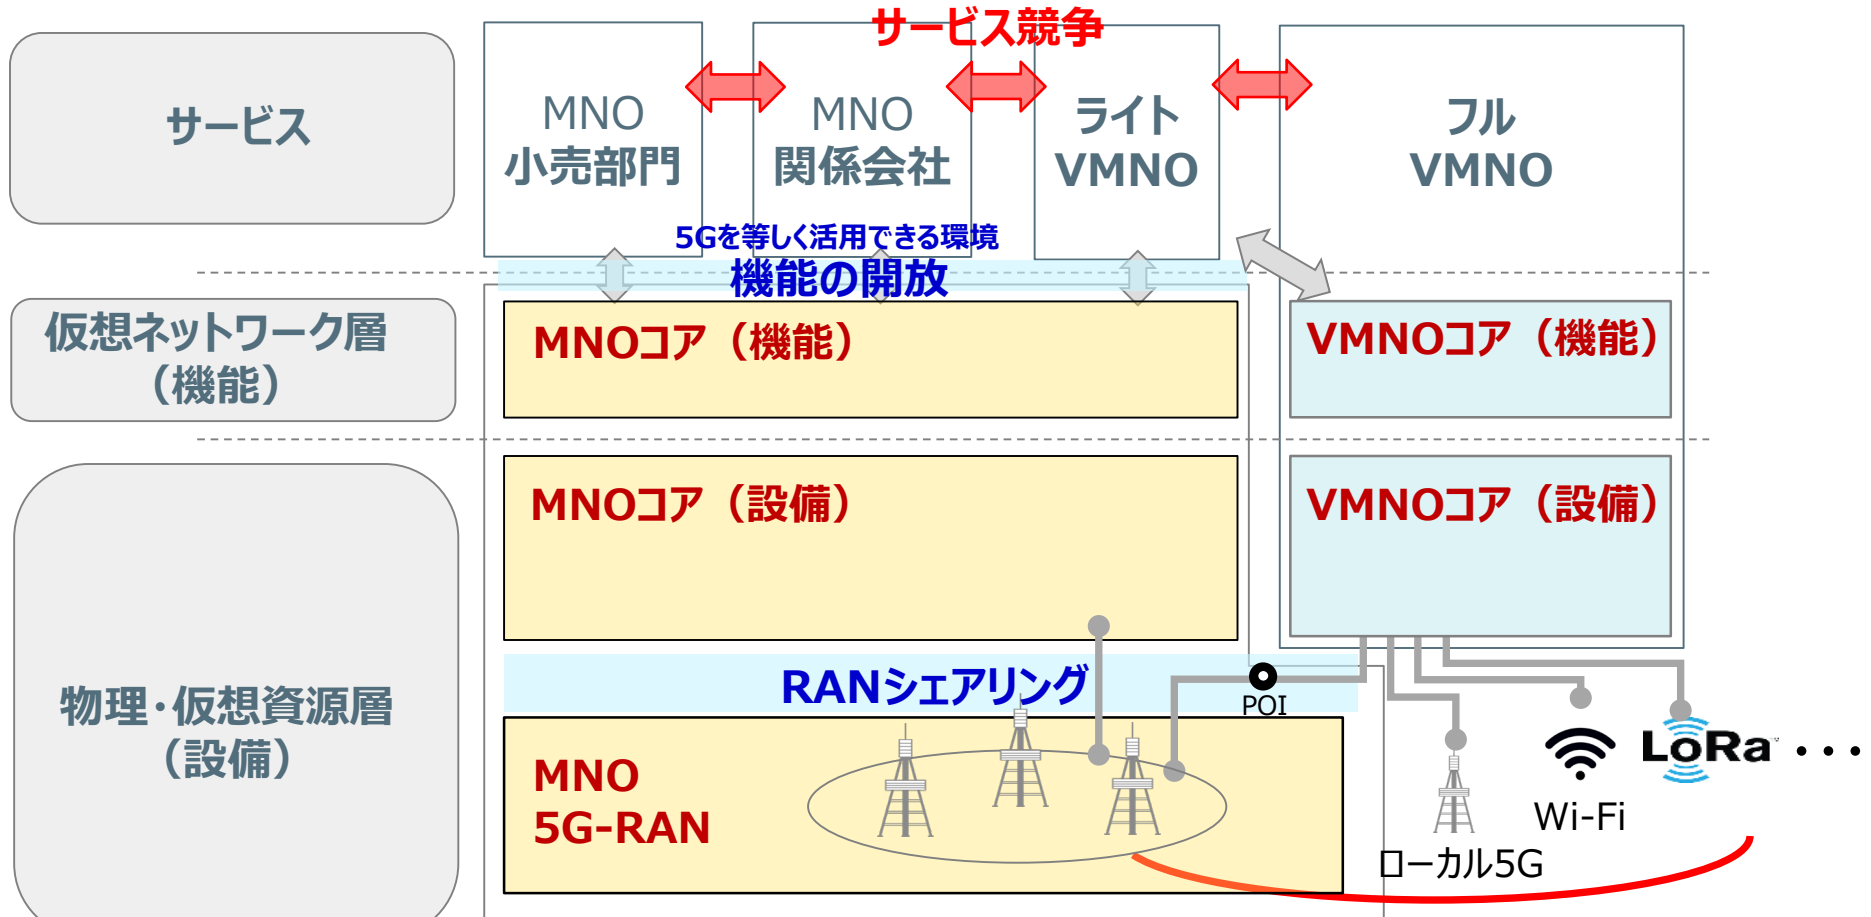 サービス競争
サービス
MNO
小売部門
MNO
関係会社
ライト
VMNO
フル
VMNO
5Gを等しく活用できる環境
機能の開放
仮想ネットワーク層
（機能）
MNOコア（機能）
VMNOコア（機能）
MNOコア（設備）
VMNOコア（設備）
RANシェアリング
POI
物理・仮想資源層
（設備）
MNO
5G-RAN
LoRa
・・・
Wi-Fi
ローカル5G